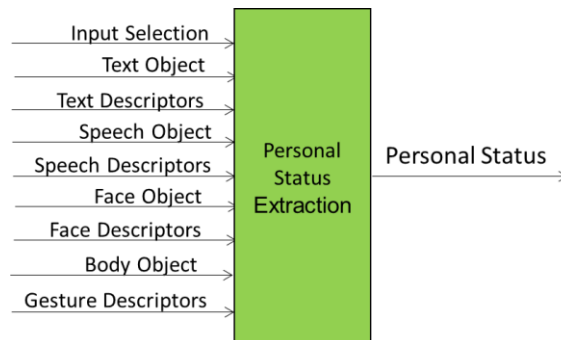 Input Selection
Text Object
Text Descriptors
Speech Object
Speech Descriptors
Face Object
Face Descriptors
Body Object
Gesture Descriptors
Personal
Status
Extraction
Personal Status